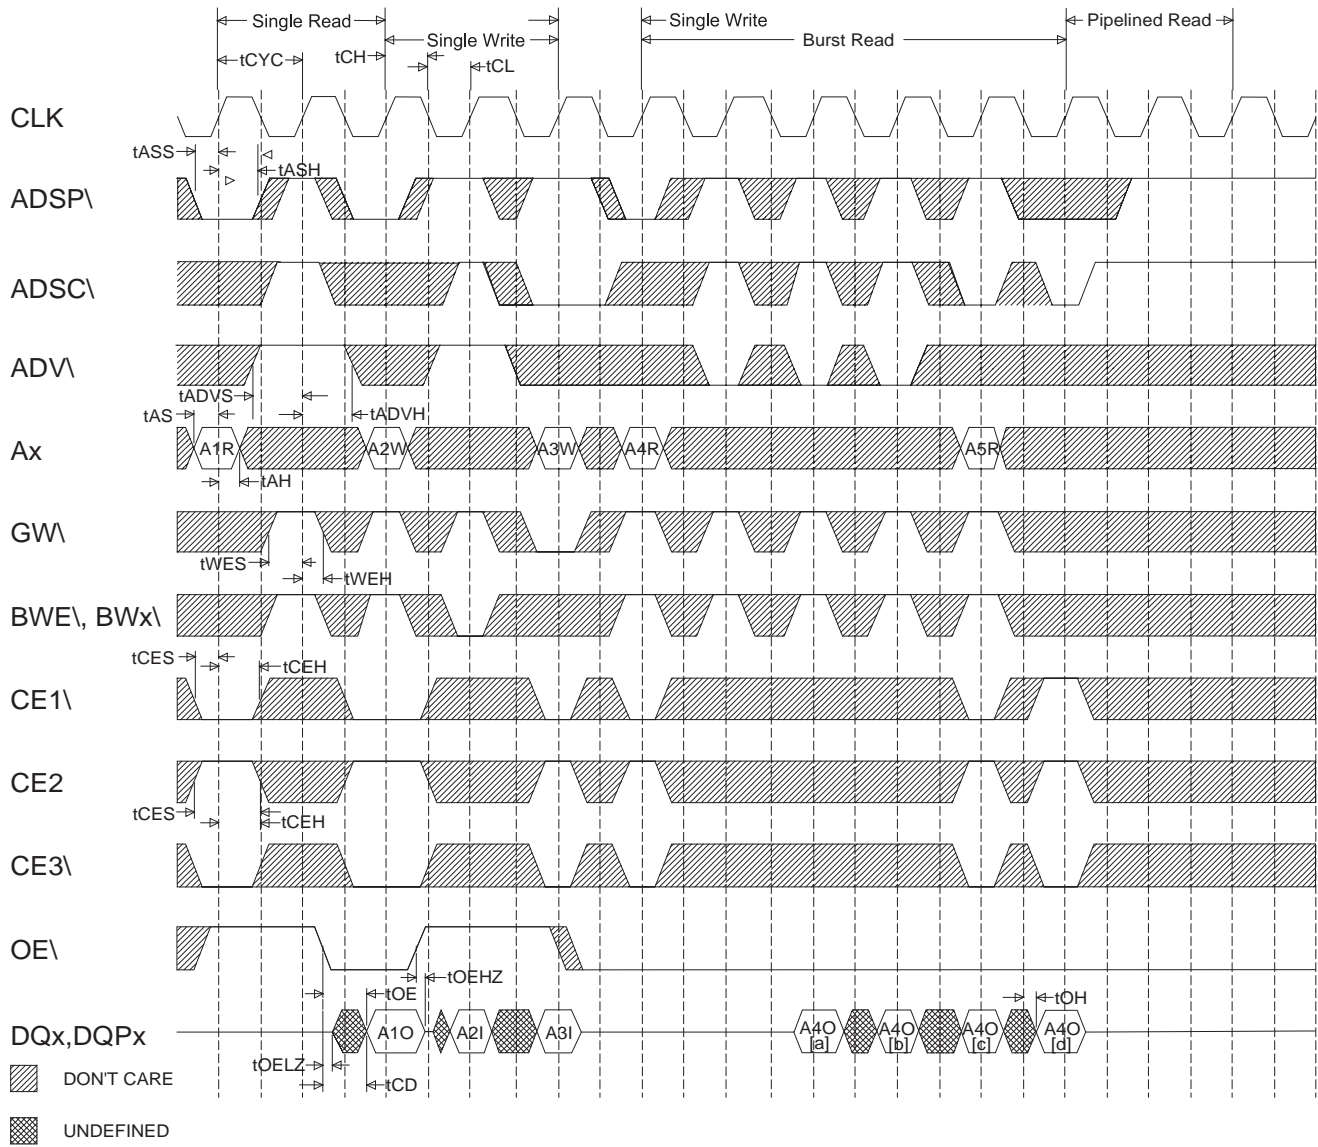 Single Read
Single Write
Pipelined Read
Single Write
Burst Read
tCYC
tCH
tCL
CLK
tASS
tASH
ADSP\
ADSC\
ADV\
tADVS
tAS
tADVH
Ax
A1R
A2W
A3W
A4R
A5R
tAH
GW\
tWES
tWEH
BWE\, BWx\
tCES
tCEH
CE1\
CE2
tCES
tCEH
CE3\
OE\
tOEHZ
tOE
tOH
DQx,DQPx
A1O
A2I
A3I
A4O
[a]
A4O
[b]
A4O
[c]
A4O
[d]
tOELZ
tCD
DON'T CARE
UNDEFINED